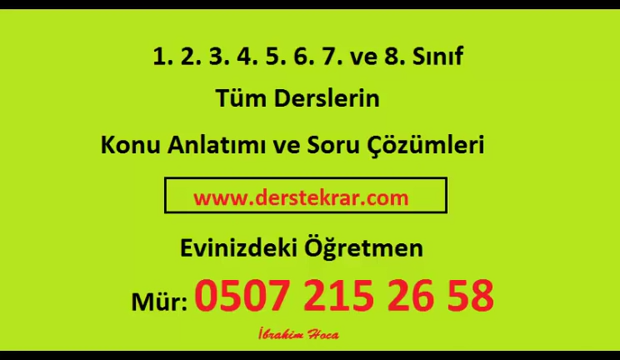 1. 2. 3. 4. 5. 6. 7. ve 8. Sınıf
Tüm Derslerin
Konu Anlatımı ve Soru Çözümleri
www.derstekrar.com
Evinizdeki Öğretmen
Mür: 0507 215 26 58
İbrahim Hoca